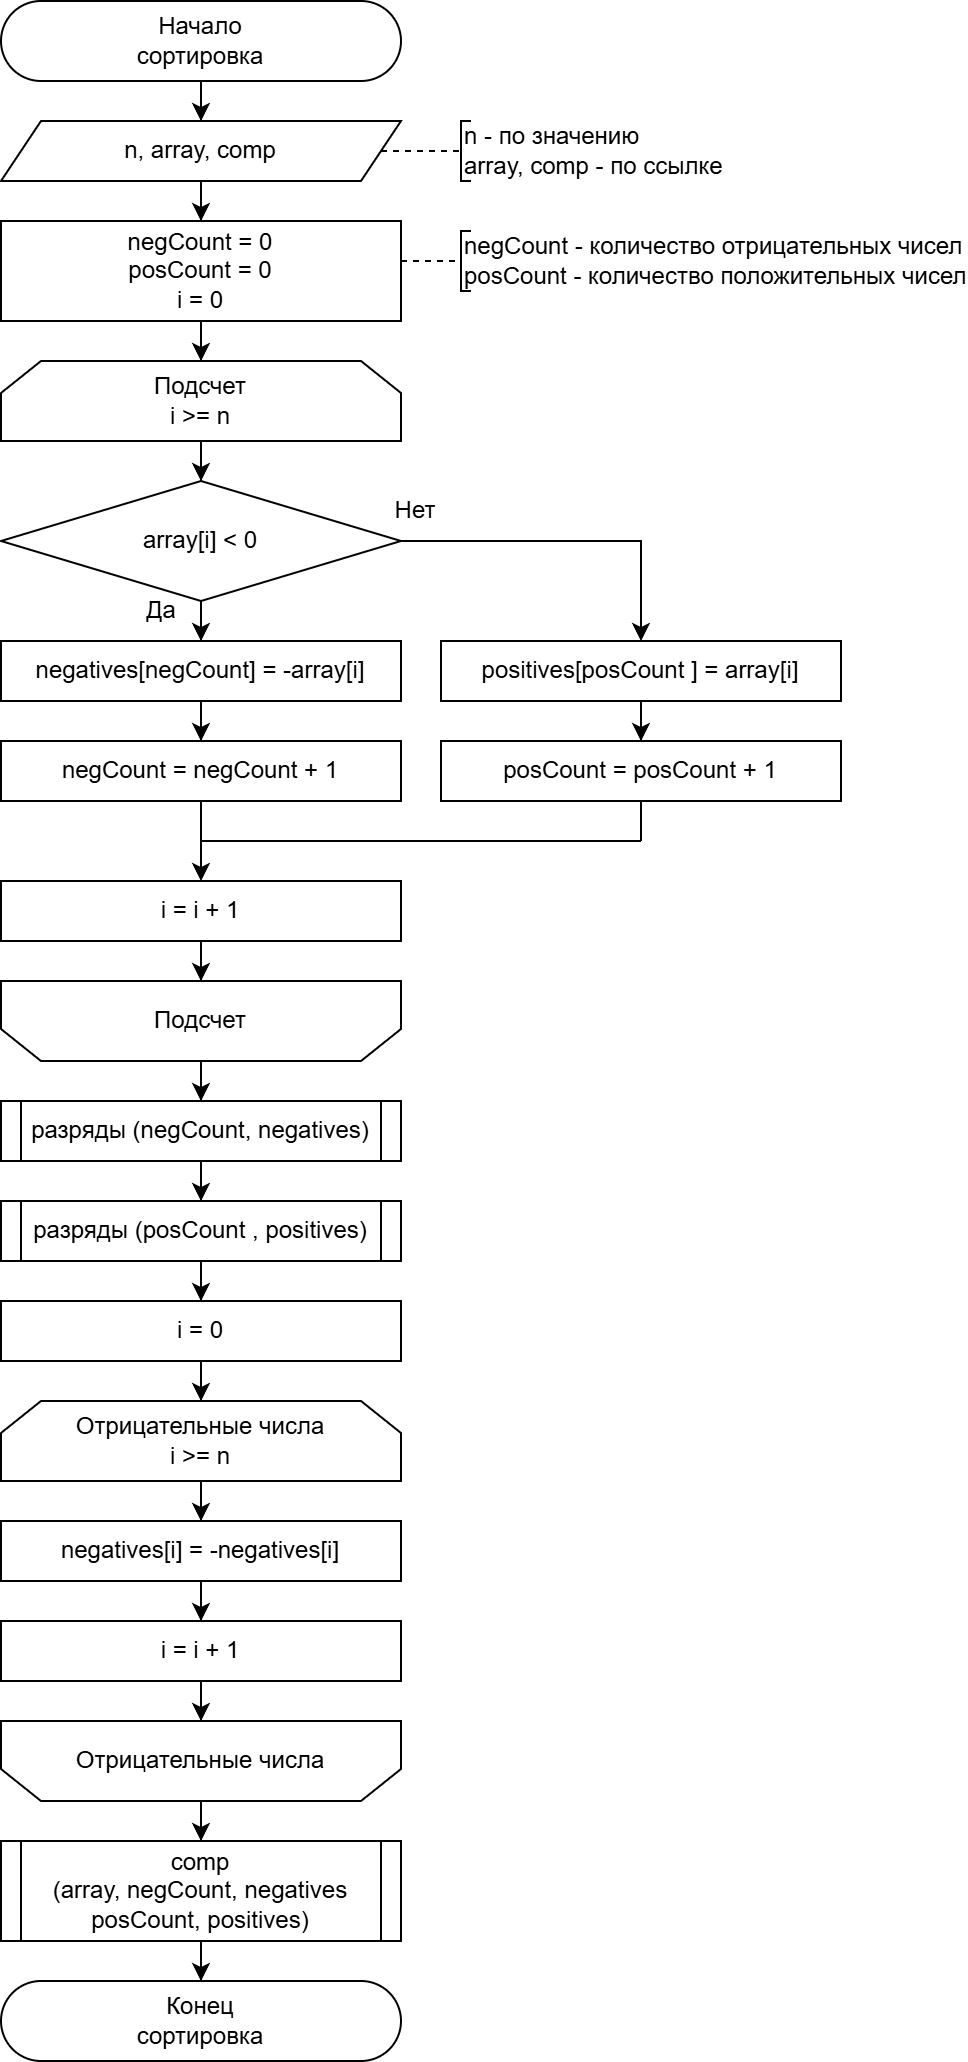 Начало
сортировка
n, array, comp
n - по значению
array, comp - по ссылке
negCount = 0
posCount = 0
i = 0
negCount - количество отрицательных чисел
posCount - количество положительных чисел
Подсчет
i >= n
array[i] < 0
Нет
Да
negatives[negCount] = -array[i]
positives[posCount ] = array[i]
negCount = negCount + 1
posCount = posCount + 1
i = i + 1
Подсчет
разряды (negCount, negatives)
разряды (posCount , positives)
i = 0
Отрицательные числа
i >= n
negatives[i] = -negatives[i]
i = i + 1
Отрицательные числа
comp
(array, negCount, negatives
posCount, positives)
Конец
сортировка